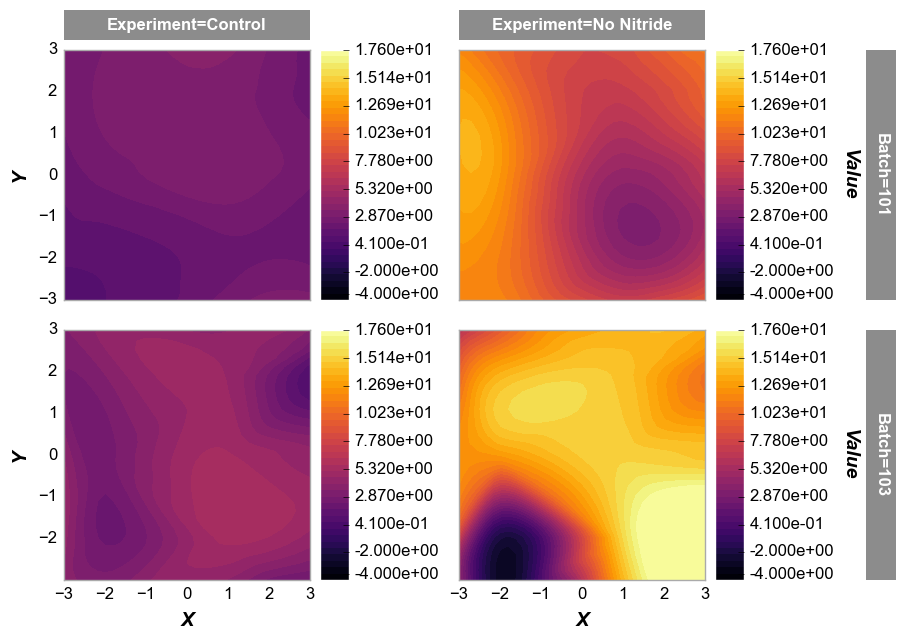 Experiment=Control
Experiment=No Nitride
3
2
1
0
−1
−2
−3
Y
1.760e+01
1.514e+01
1.269e+01
1.023e+01
7.780e+00
5.320e+00
2.870e+00
4.100e-01
-2.000e+00
-4.000e+00
1.760e+01
1.514e+01
1.269e+01
1.023e+01
7.780e+00
5.320e+00
2.870e+00
4.100e-01
-2.000e+00
-4.000e+00
Value
Batch=101
3
2
1
0
−1
−2
Y
1.760e+01
1.514e+01
1.269e+01
1.023e+01
7.780e+00
5.320e+00
2.870e+00
4.100e-01
-2.000e+00
-4.000e+00
1.760e+01
1.514e+01
1.269e+01
1.023e+01
7.780e+00
5.320e+00
2.870e+00
4.100e-01
-2.000e+00
-4.000e+00
Value
Batch=103
−3 −2 −1 0 1 2 3
−3 −2 −1 0 1 2 3
X
X